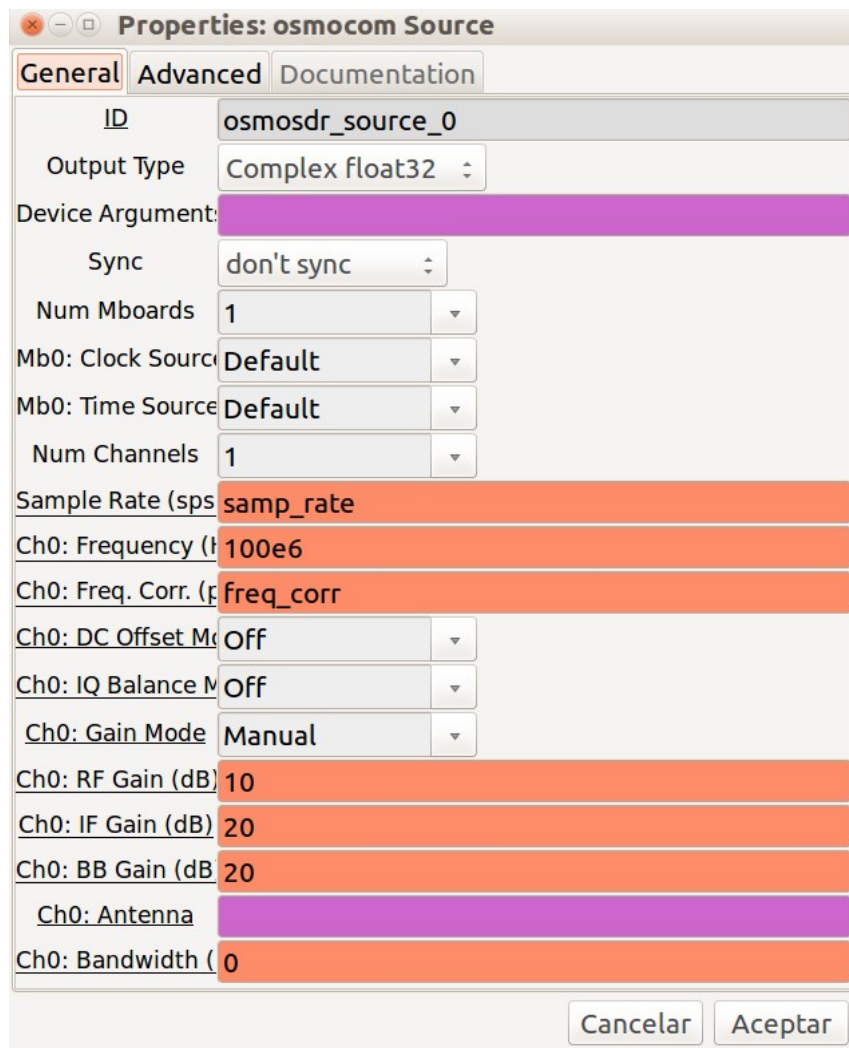 Properties: osmocom Source
General Advanced Documentation
ID osmosdr_source_0
Output Type Complex float32
Device Argument
Sync don't sync
Num Mboards 1
Mb0: Clock Source Default
Mb0: Time Source Default
Num Channels 1
Sample Rate (sps samp_rate
Ch0: Frequency (H 100e6
Ch0: Freq. Corr. (p freq_corr
Ch0: DC Offset Mo Off
Ch0: IQ Balance M Off
Ch0: Gain Mode Manual
Ch0: RF Gain (dB) 10
Ch0: IF Gain (dB) 20
Ch0: BB Gain (dB 20
Ch0: Antenna
Ch0: Bandwidth ( 0
Cancelar Aceptar